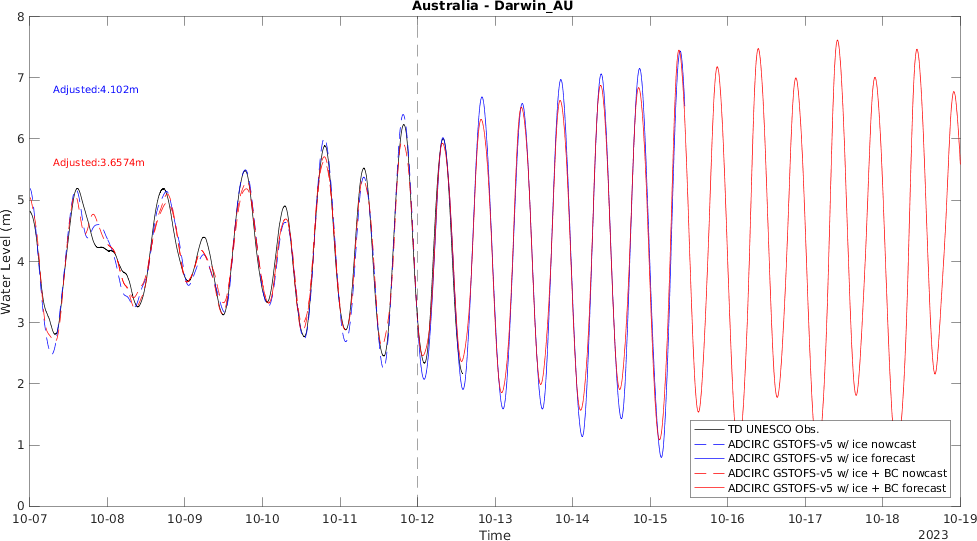 Australia - Darwin_AU
8
7
6
5
4
3
2
1
0
Water Level (m)
Adjusted:4.102m
Adjusted:3.6574m
TD UNESCO Obs.
ADCIRC GSTOFS-v5 w/ ice nowcast
ADCIRC GSTOFS-v5 w/ ice forecast
ADCIRC GSTOFS-v5 w/ ice + BC nowcast
ADCIRC GSTOFS-v5 w/ ice + BC forecast
10-07 10-08 10-09 10-10 10-11 10-12 10-13 10-14 10-15 10-16 10-17 10-18 10-19
Time 2023